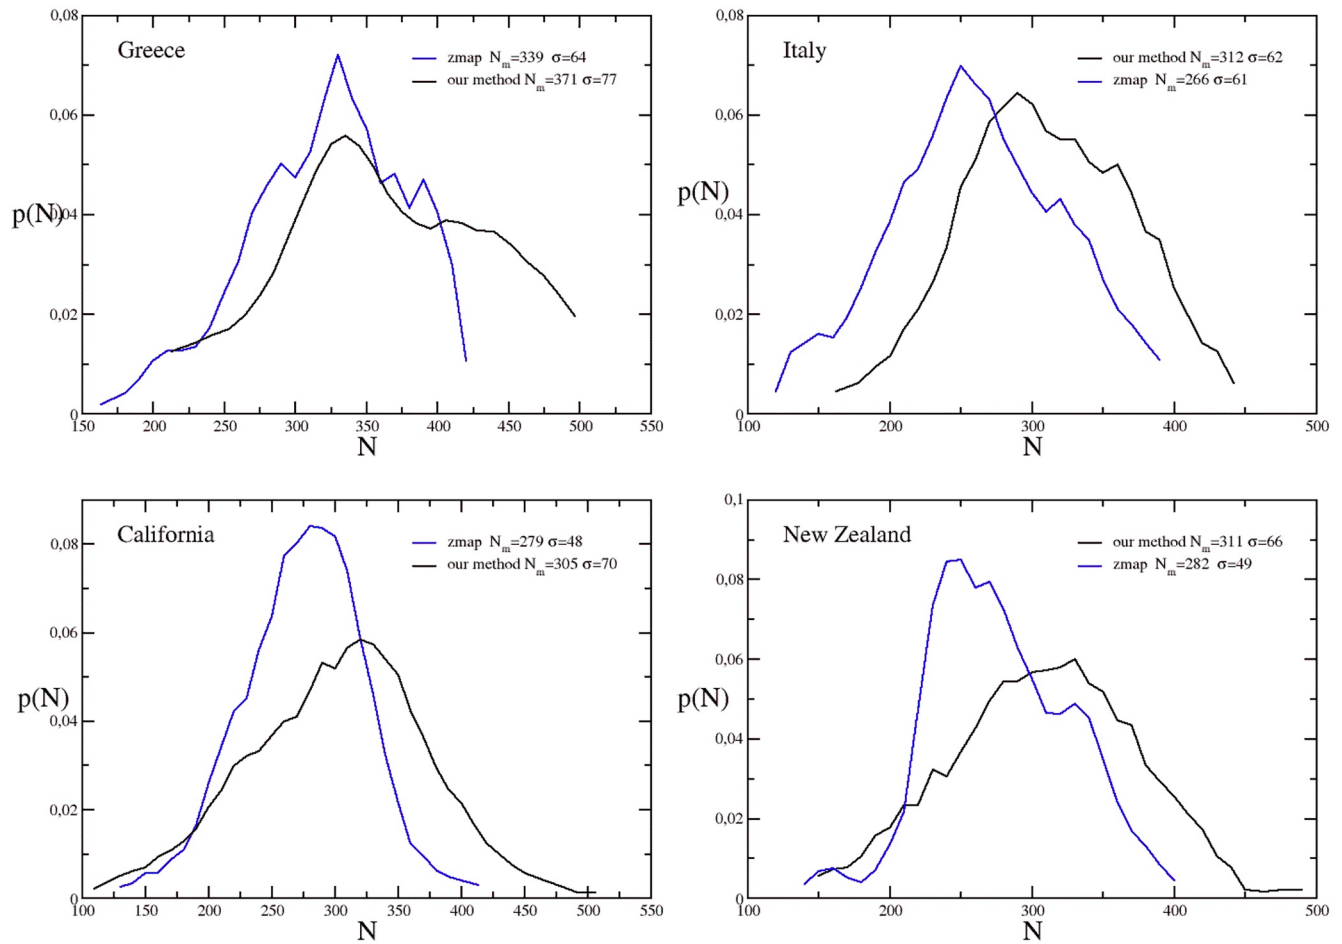 0,08
Greece
zmap N_m=339 σ=64
our method N_m=371 σ=77
0,06
p(N)
0,04
0,02
0
150 200 250 300 350 400 450 500 550
N
0,08
Italy
our method N_m=312 σ=62
zmap N_m=266 σ=61
0,06
p(N)
0,04
0,02
0
100 200 300 400 500
N
California
zmap N_m=279 σ=48
our method N_m=305 σ=70
0,08
0,06
p(N)
0,04
0,02
0
100 150 200 250 300 350 400 450 500 550
N
0,1
New Zealand
our method N_m=311 σ=66
zmap N_m=282 σ=49
0,08
0,06
p(N)
0,04
0,02
0
100 200 300 400 500
N